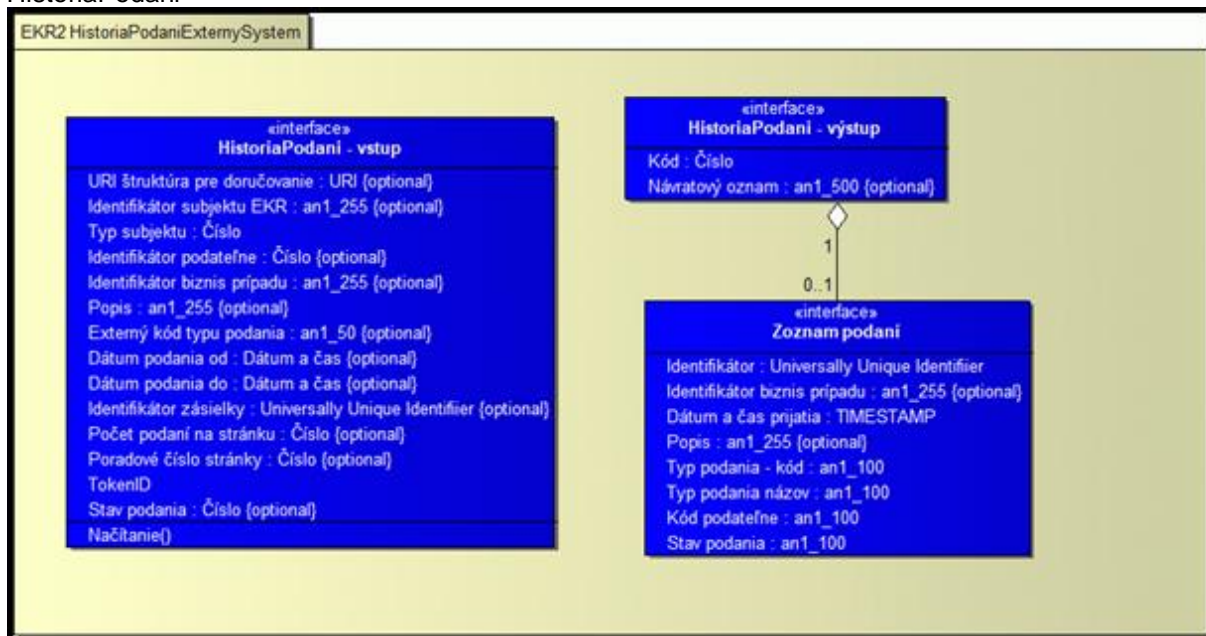 EKR2 HistoriaPodaniExternySystem
«interface»
HistoriaPodani - vstup
URI štruktúra pre doručovanie : URI {optional}
Identifikátor subjektu EKR : an1_255 {optional}
Typ subjektu : Číslo
Identifikátor podateľne : Číslo {optional}
Identifikátor biznis prípadu : an1_255 {optional}
Popis : an1_255 {optional}
Externý kód typu podania : an1_50 {optional}
Dátum podania od : Dátum a čas {optional}
Dátum podania do : Dátum a čas {optional}
Identifikátor zásielky : Universally Unique Identifiier {optional}
Počet podaní na stránku : Číslo {optional}
Poradové číslo stránky : Číslo {optional}
TokenID
Stav podania : Číslo {optional}
Načítanie()
«interface»
HistoriaPodani - výstup
Kód : Číslo
Návratový oznam : an1_500 {optional}
1
0..1
«interface»
Zoznam podaní
Identifikátor : Universally Unique Identifiier
Identifikátor biznis prípadu : an1_255 {optional}
Dátum a čas prijatia : TIMESTAMP
Popis : an1_255 {optional}
Typ podania - kód : an1_100
Typ podania názov : an1_100
Kód podateľne : an1_100
Stav podania : an1_100